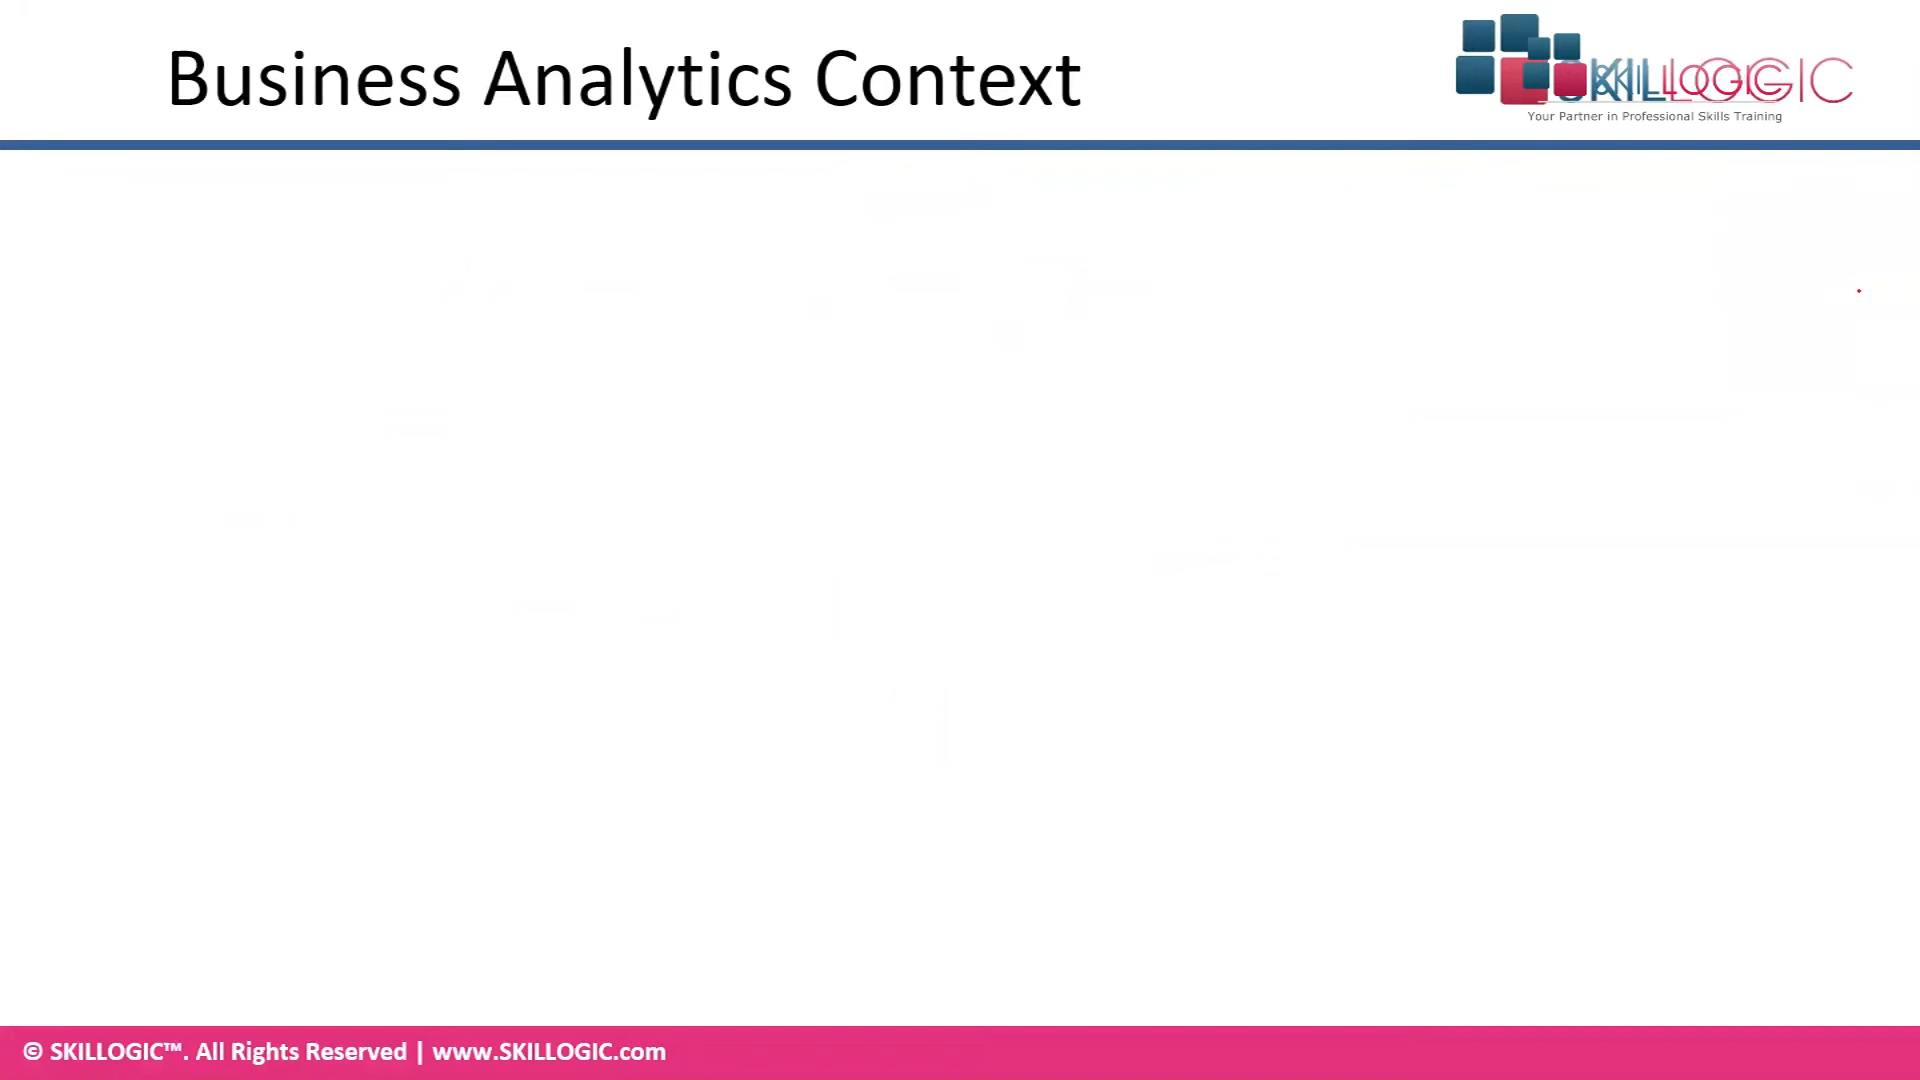 Business Analytics Context
SKILLOGIC
Your Partner in Professional Skills Training
© SKILLOGIC™. All Rights Reserved | www.SKILLOGIC.com